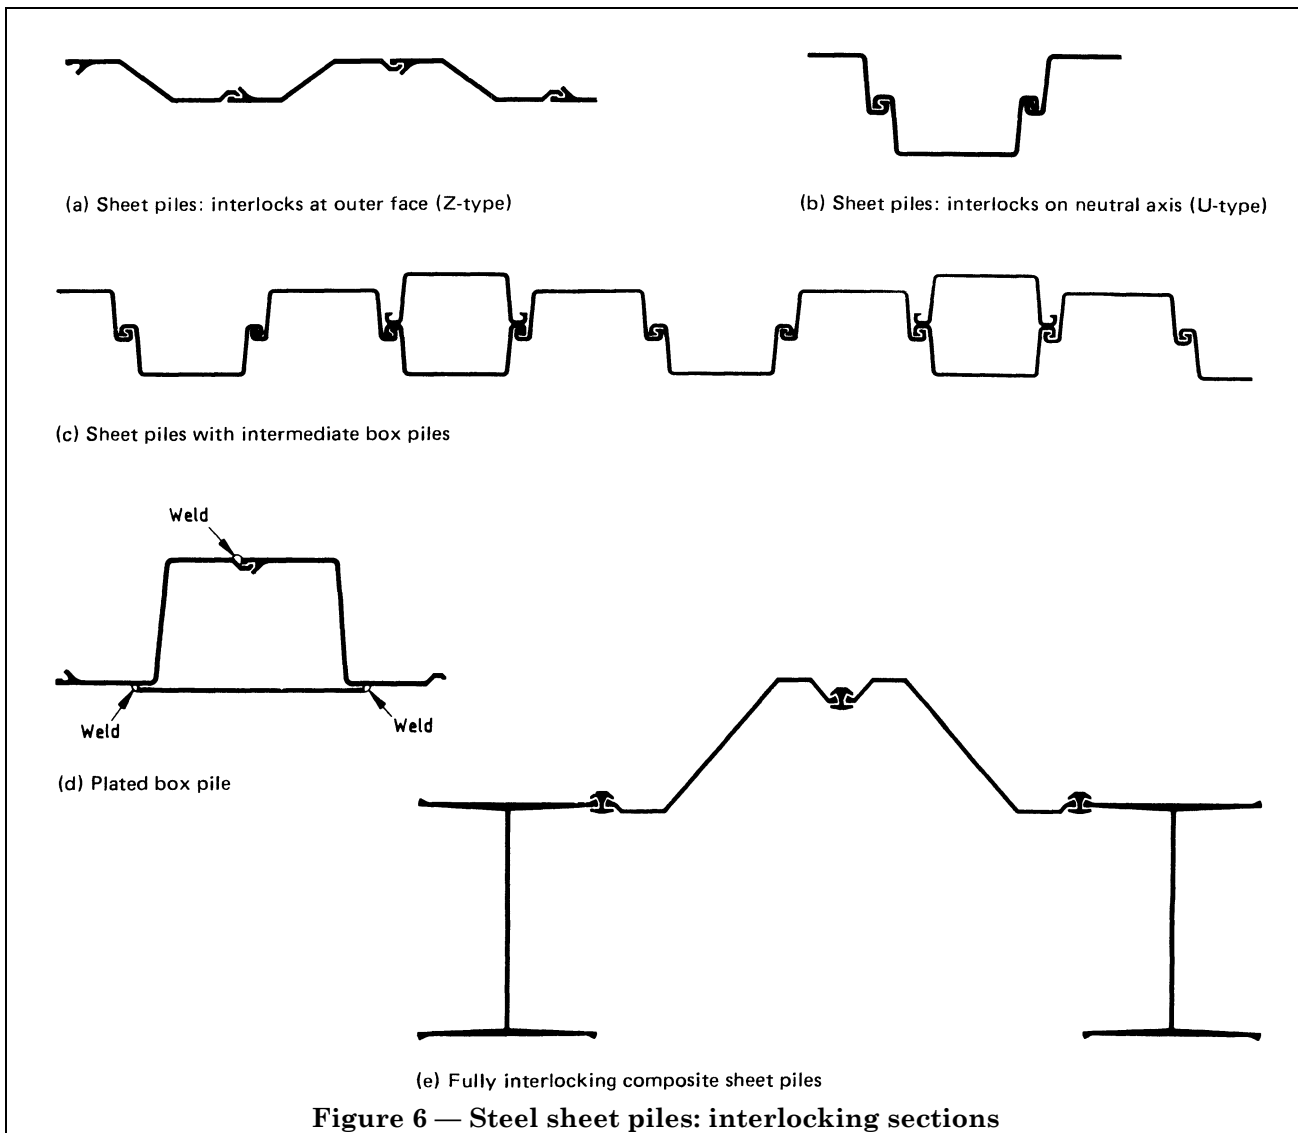 (a) Sheet piles: interlocks at outer face (Z-type)
(b) Sheet piles: interlocks on neutral axis (U-type)
(c) Sheet piles with intermediate box piles
Weld
Weld
Weld
(d) Plated box pile
(e) Fully interlocking composite sheet piles
Figure 6 — Steel sheet piles: interlocking sections